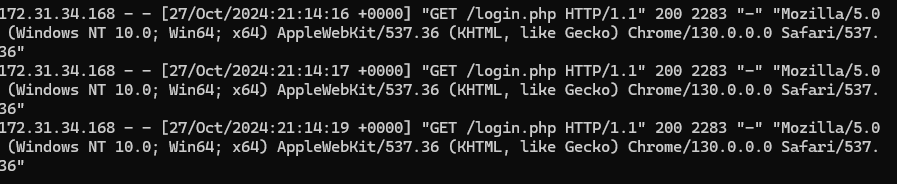 172.31.34.168 - - [27/Oct/2024:21:14:16 +0000] "GET /login.php HTTP/1.1" 200 2283 "-" "Mozilla/5.0
 (Windows NT 10.0; Win64; x64) AppleWebKit/537.36 (KHTML, like Gecko) Chrome/130.0.0.0 Safari/537.
36"
172.31.34.168 - - [27/Oct/2024:21:14:17 +0000] "GET /login.php HTTP/1.1" 200 2283 "-" "Mozilla/5.0
 (Windows NT 10.0; Win64; x64) AppleWebKit/537.36 (KHTML, like Gecko) Chrome/130.0.0.0 Safari/537.
36"
172.31.34.168 - - [27/Oct/2024:21:14:19 +0000] "GET /login.php HTTP/1.1" 200 2283 "-" "Mozilla/5.0
 (Windows NT 10.0; Win64; x64) AppleWebKit/537.36 (KHTML, like Gecko) Chrome/130.0.0.0 Safari/537.
36"